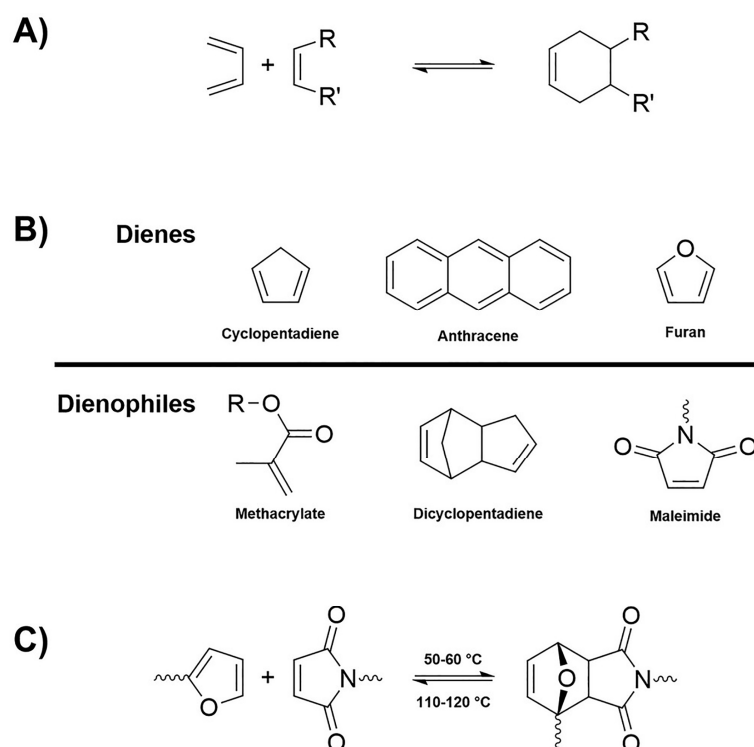 A)
R
+
R'
R
R'
B)
Dienes
O
Cyclopentadiene
Anthracene
Furan
Dienophiles
R-O
O
N
O
O
Methacrylate
Dicyclopentadiene
Maleimide
C)
O
O
50-60 °C
+
N
O
N
O
110-120 °C
O
O